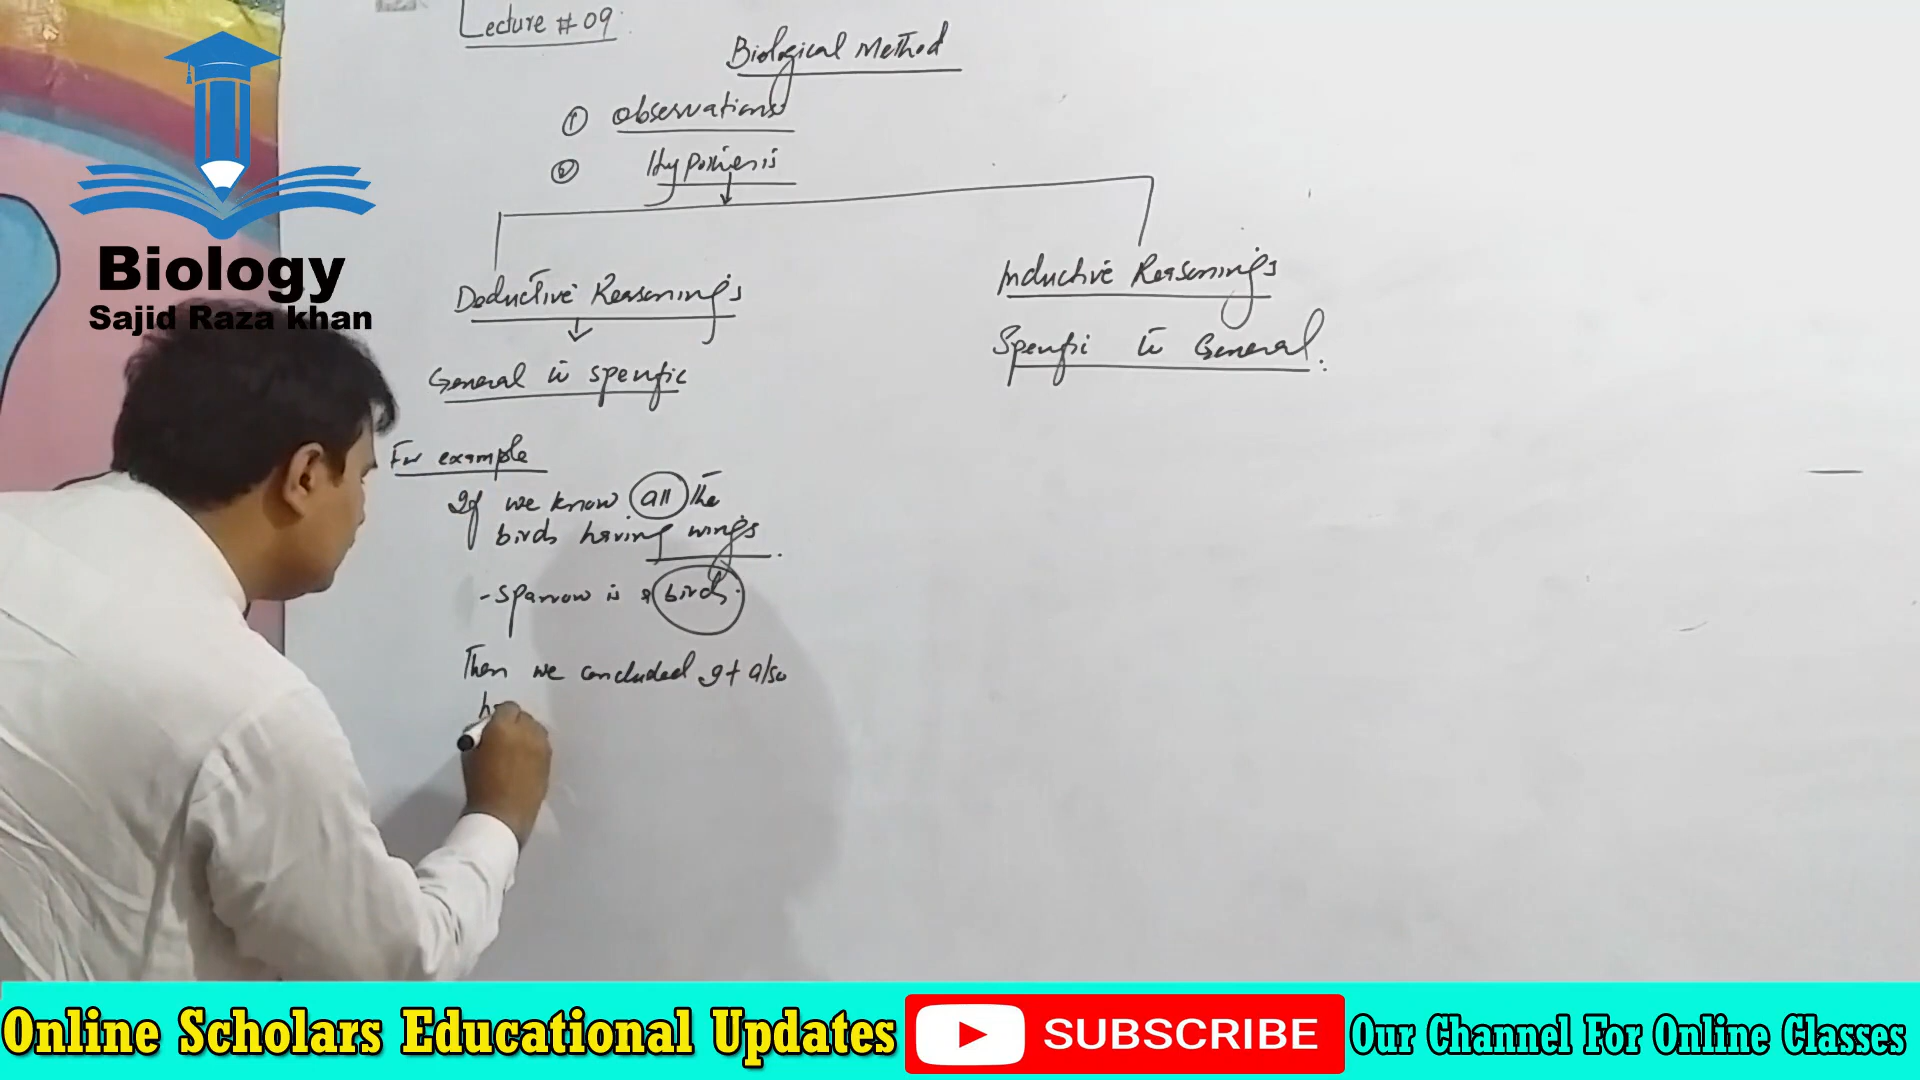 Lecture # 09
Biological Method
① observations
② Hypothesis
Deductive Reasonings
Inductive Reasonings
General to specific
Specific to General.
For example
If we know all the
birds having wings.
- sparrow is a birds.
Then we concluded It also
ha
Biology
Sajid Raza khan
Online Scholars Educational Updates
SUBSCRIBE
Our Channel For Online Classes